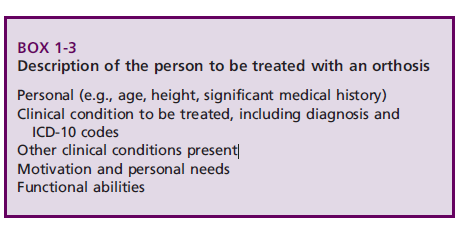 BOX 1-3
Description of the person to be treated with an orthosis
Personal (e.g., age, height, significant medical history)
Clinical condition to be treated, including diagnosis and
ICD-10 codes
Other clinical conditions present
Motivation and personal needs
Functional abilities